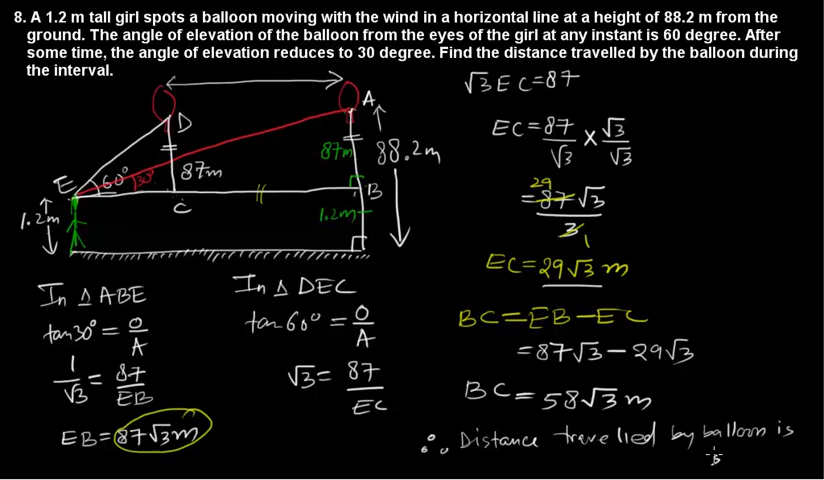 8. A 1.2 m tall girl spots a balloon moving with the wind in a horizontal line at a height of 88.2 m from the
ground. The angle of elevation of the balloon from the eyes of the girl at any instant is 60 degree. After
some time, the angle of elevation reduces to 30 degree. Find the distance travelled by the balloon during
the interval.
A
D
87m
88.2m
E
60°
30°
87m
C
B
1.2m
1.2m
In △ ABE
tan30° = O/A
1/√3 = 87/EB
EB = 87√3m
In △ DEC
tan60° = O/A
√3 = 87/EC
√3 EC = 87
EC = 87/√3 × √3/√3
29
= 87√3/3
1
EC = 29√3 m
BC = EB - EC
= 87√3 - 29√3
BC = 58√3 m
∴ Distance travelled by balloon is